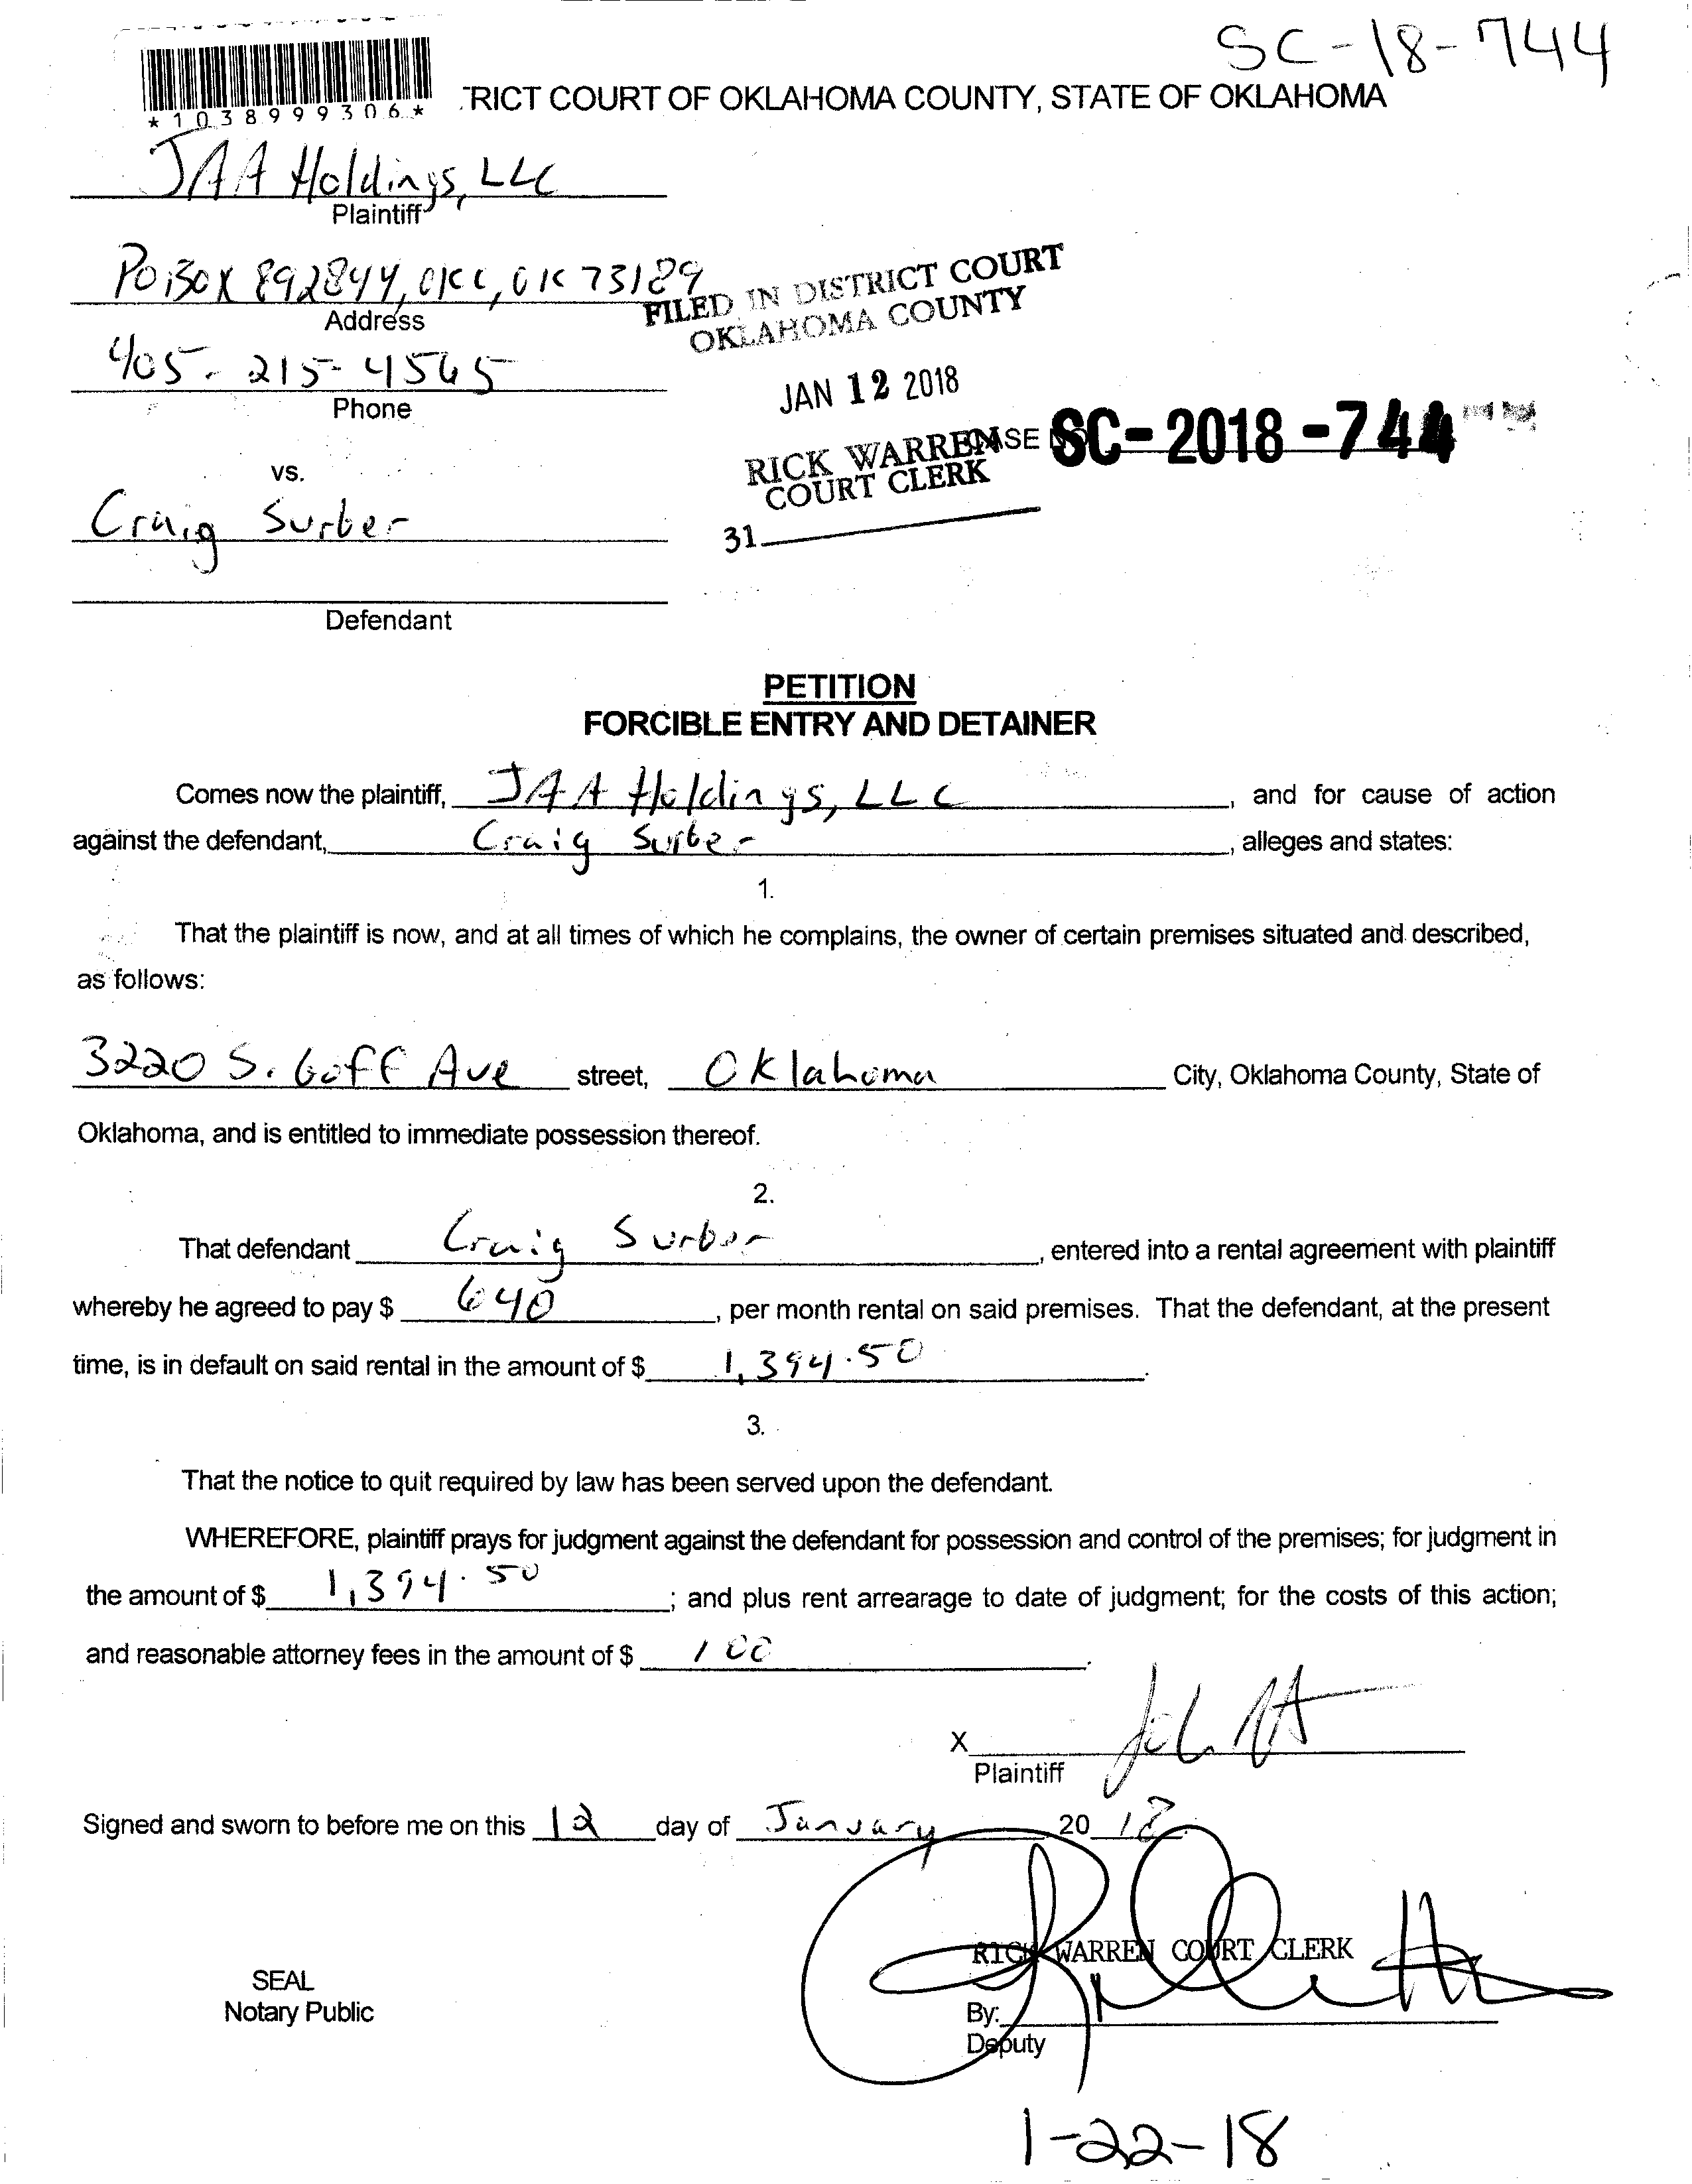 SC-18-744
*1038999306*
TRICT COURT OF OKLAHOMA COUNTY, STATE OF OKLAHOMA
JAA Holdings, LLC
Plaintiff
PO Box 892844, OKC, OK 73189
Address
FILED IN DISTRICT COURT
OKLAHOMA COUNTY
405-215-4565
Phone
JAN 12 2018
RICK WARREN
COURT CLERK
SC-2018-744
31
vs.
Craig Surber
Defendant
PETITION
FORCIBLE ENTRY AND DETAINER
Comes now the plaintiff, JAA Holdings, LLC, and for cause of action
against the defendant, Craig Surber, alleges and states:
1.
That the plaintiff is now, and at all times of which he complains, the owner of certain premises situated and described,
as follows:
3220 S. Goff Ave street, Oklahoma City, Oklahoma County, State of
Oklahoma, and is entitled to immediate possession thereof.
2.
That defendant Craig Surber, entered into a rental agreement with plaintiff
whereby he agreed to pay $ 640, per month rental on said premises. That the defendant, at the present
time, is in default on said rental in the amount of $ 1,394.50.
3.
That the notice to quit required by law has been served upon the defendant.
WHEREFORE, plaintiff prays for judgment against the defendant for possession and control of the premises; for judgment in
the amount of $ 1,394.50; and plus rent arrearage to date of judgment; for the costs of this action;
and reasonable attorney fees in the amount of $ 100.
X
Plaintiff
Signed and sworn to before me on this 12 day of January 2018.
RICK WARREN COURT CLERK
SEAL
Notary Public
By:
Deputy
1-22-18